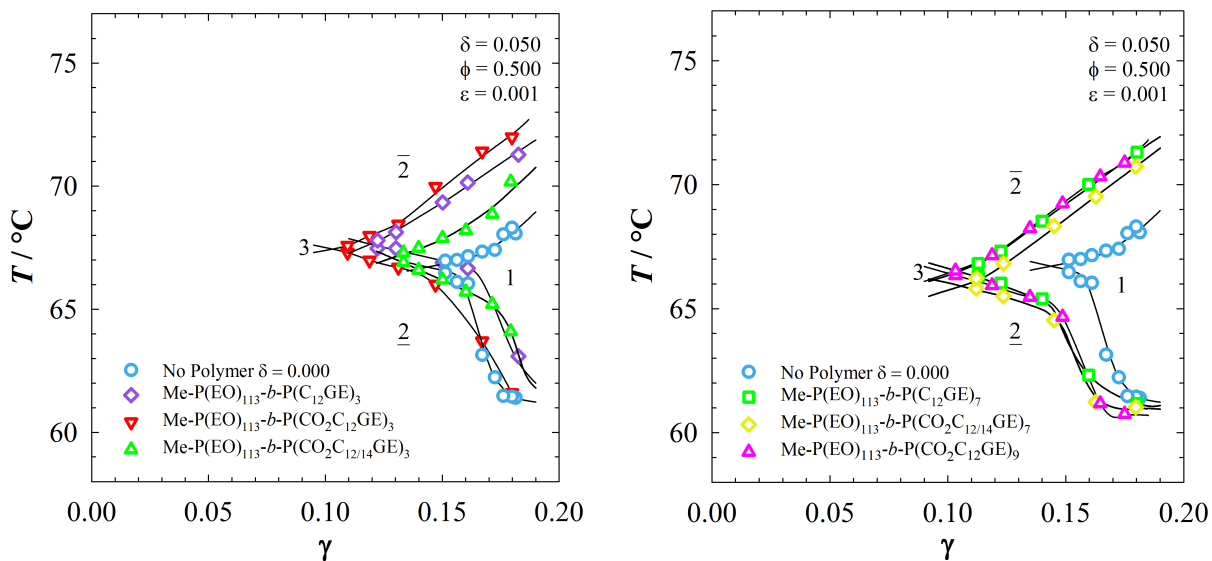 δ = 0.050
ϕ = 0.500
ε = 0.001
T / °C
75
70
65
60
2̅
3
1
2̲
No Polymer δ = 0.000
Me-P(EO)₁₁₃-b-P(C₁₂GE)₃
Me-P(EO)₁₁₃-b-P(CO₂C₁₂GE)₃
Me-P(EO)₁₁₃-b-P(CO₂C₁₂/₁₄GE)₃
0.00 0.10 0.15 0.20
γ
δ = 0.050
ϕ = 0.500
ε = 0.001
T / °C
75
70
65
60
2̅
3
1
2̲
No Polymer δ = 0.000
Me-P(EO)₁₁₃-b-P(C₁₂GE)₇
Me-P(EO)₁₁₃-b-P(CO₂C₁₂/₁₄GE)₇
Me-P(EO)₁₁₃-b-P(CO₂C₁₂GE)₉
0.00 0.10 0.15 0.20
γ